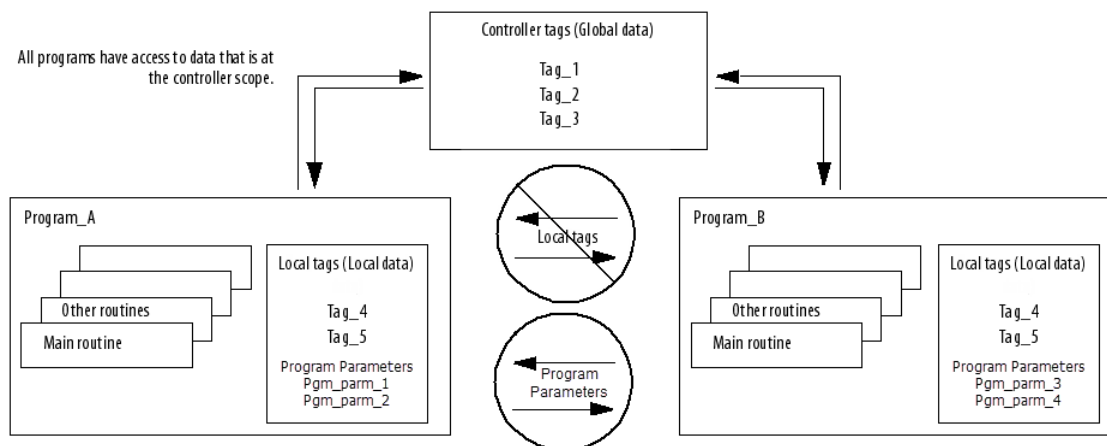 Controller tags (Global data)
Tag_1
Tag_2
Tag_3
All programs have access to data that is at
the controller scope.
Program_A
Other routines
Main routine
Local tags (Local data)
Tag_4
Tag_5
Program Parameters
Pgm_parm_1
Pgm_parm_2
Local tags
Program
Parameters
Program_B
Other routines
Main routine
Local tags (Local data)
Tag_4
Tag_5
Program Parameters
Pgm_parm_3
Pgm_parm_4